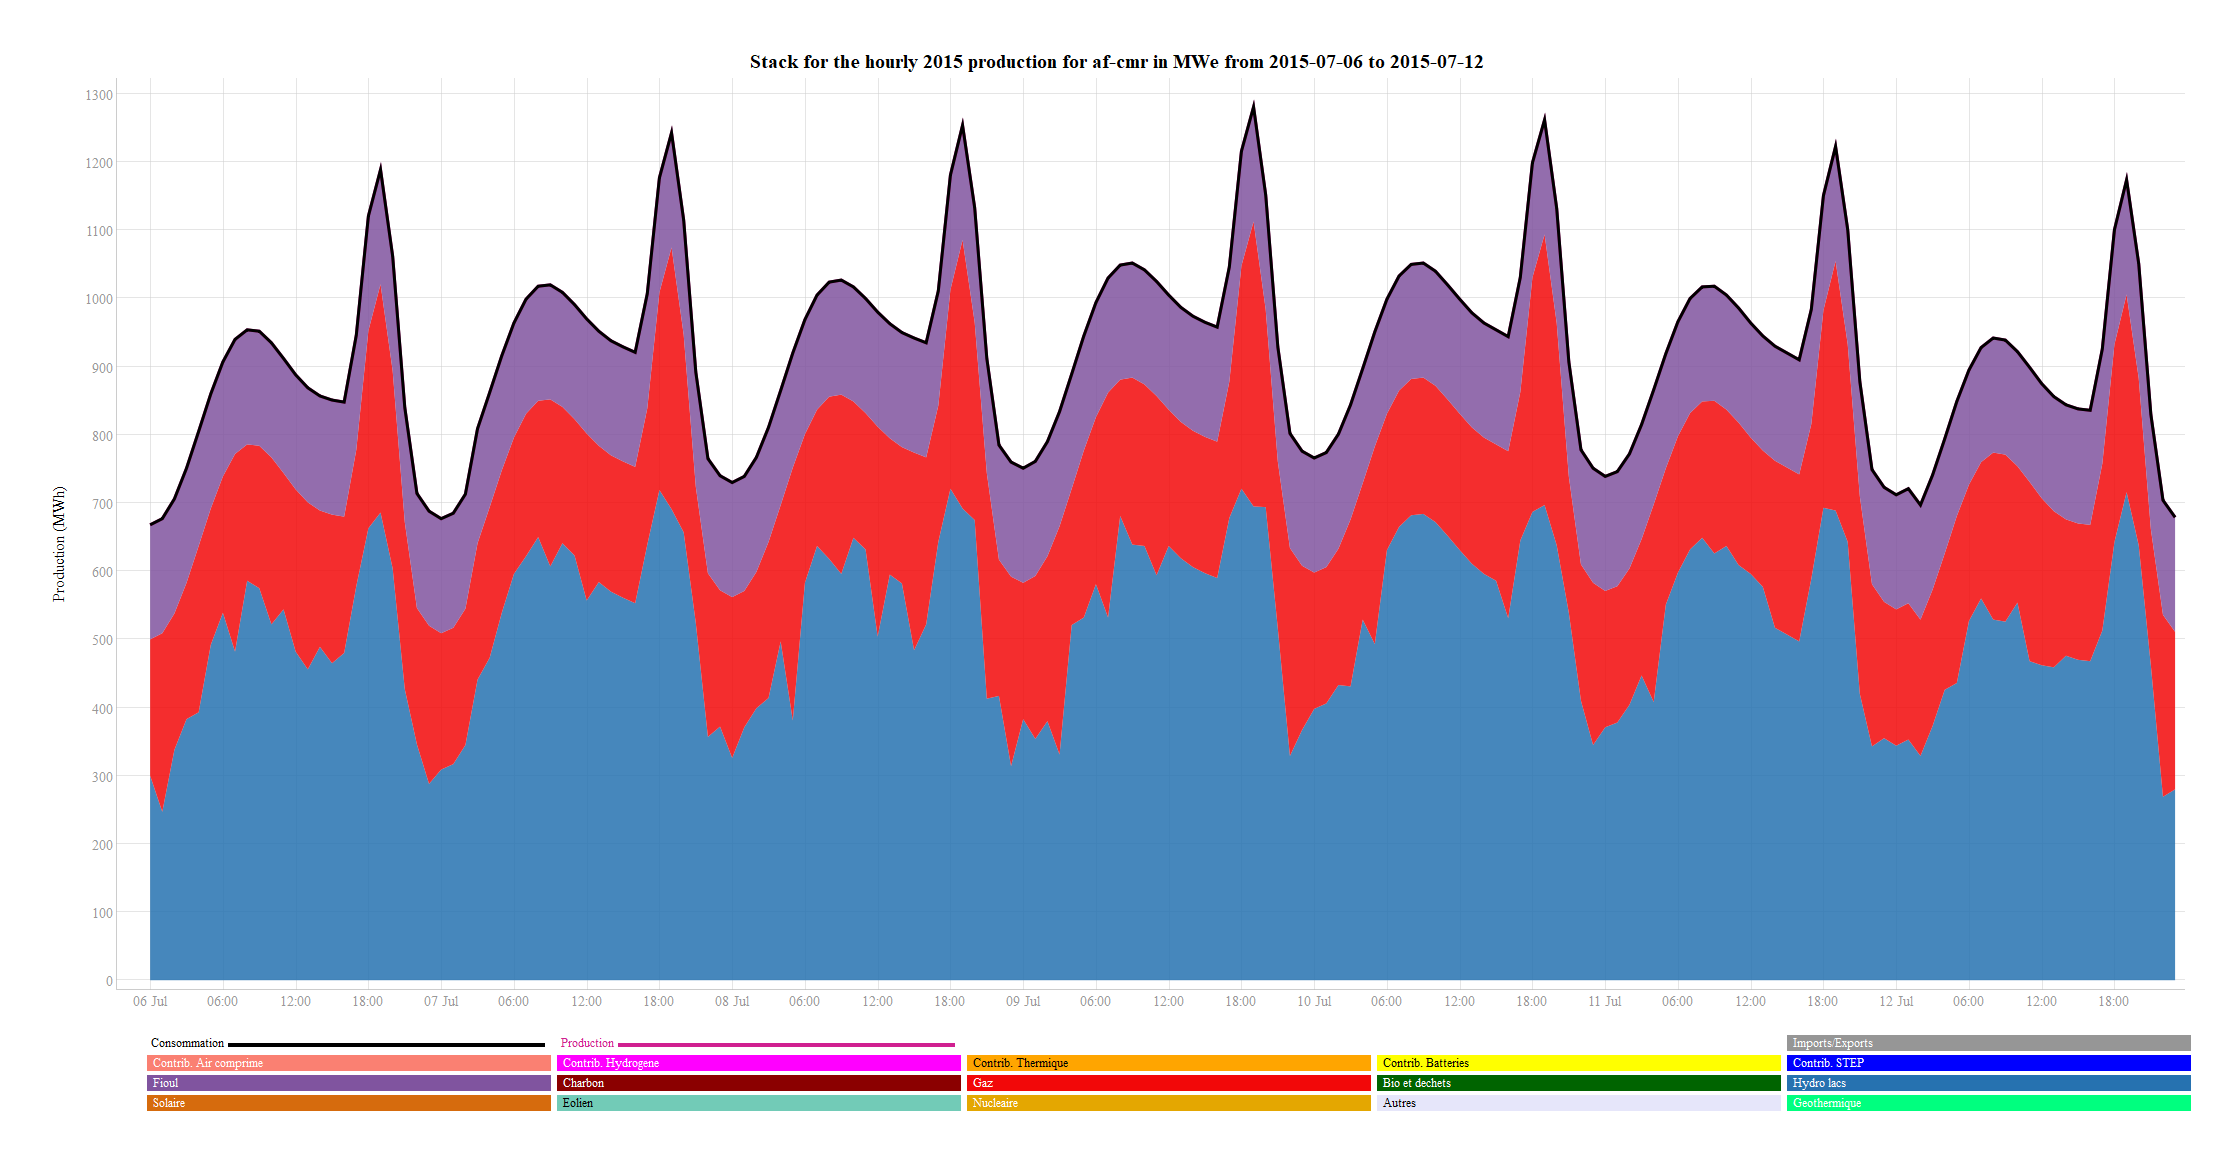 Stack for the hourly 2015 production for af-cmr in MWe from 2015-07-06 to 2015-07-12
Production (MWh)
1300
1200
1100
1000
900
800
700
600
500
400
300
200
100
0
06 Jul 06:00 12:00 18:00 07 Jul 06:00 12:00 18:00 08 Jul 06:00 12:00 18:00 09 Jul 06:00 12:00 18:00 10 Jul 06:00 12:00 18:00 11 Jul 06:00 12:00 18:00 12 Jul 06:00 12:00 18:00
Consommation Production Imports/Exports
Contrib. Air comprime Contrib. Hydrogene Contrib. Thermique Contrib. Batteries Contrib. STEP
Fioul Charbon Gaz Bio et dechets Hydro lacs
Solaire Eolien Nucleaire Autres Geothermique